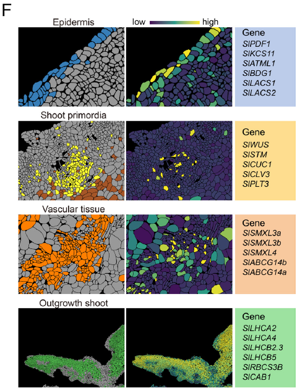 F
Epidermis
low high
Gene
SlPDF1
SlKCS11
SlATML1
SlBDG1
SlLACS1
SlLACS2
Shoot primordia
Gene
SlWUS
SlSTM
SlCUC1
SlCLV3
SlPLT3
Vascular tissue
Gene
SlSMXL3a
SlSMXL3b
SlSMXL4
SlABCG14b
SlABCG14a
Outgrowth shoot
Gene
SlLHCA2
SlLHCA4
SlLHCB2.3
SlLHCB5
SlRBCS3B
SlCAB1